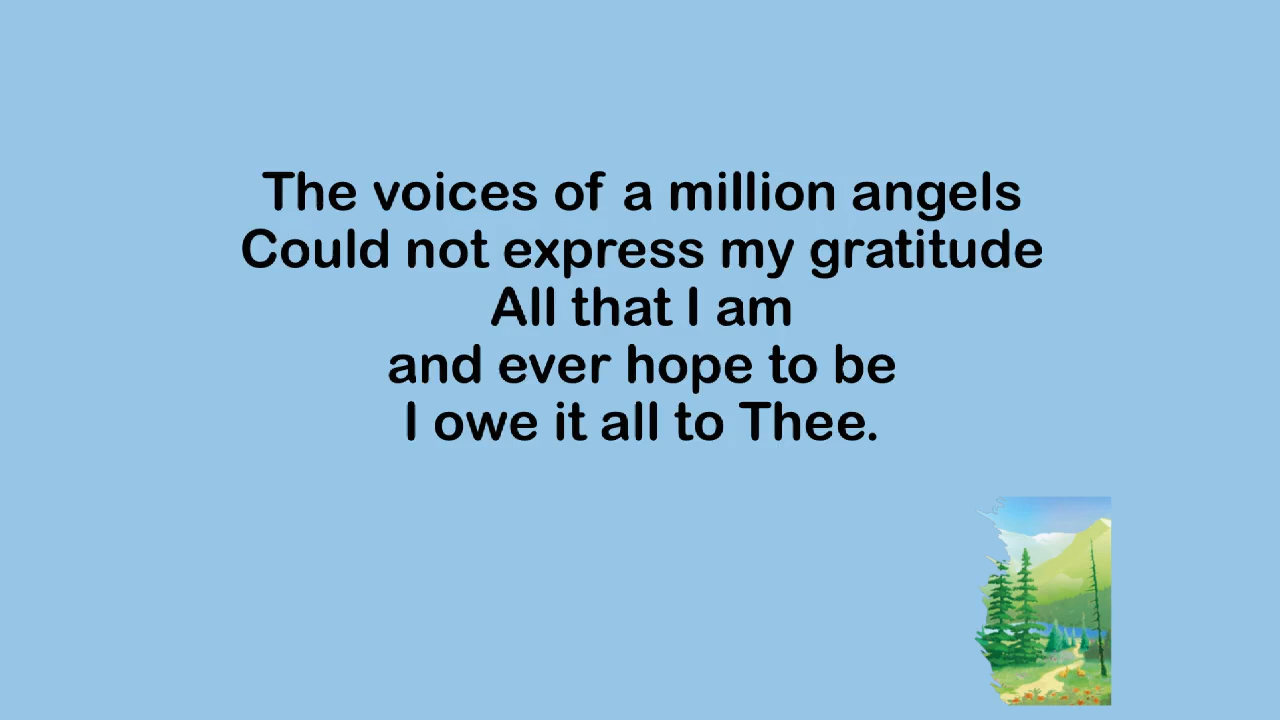 The voices of a million angels
Could not express my gratitude
All that I am
and ever hope to be
I owe it all to Thee.